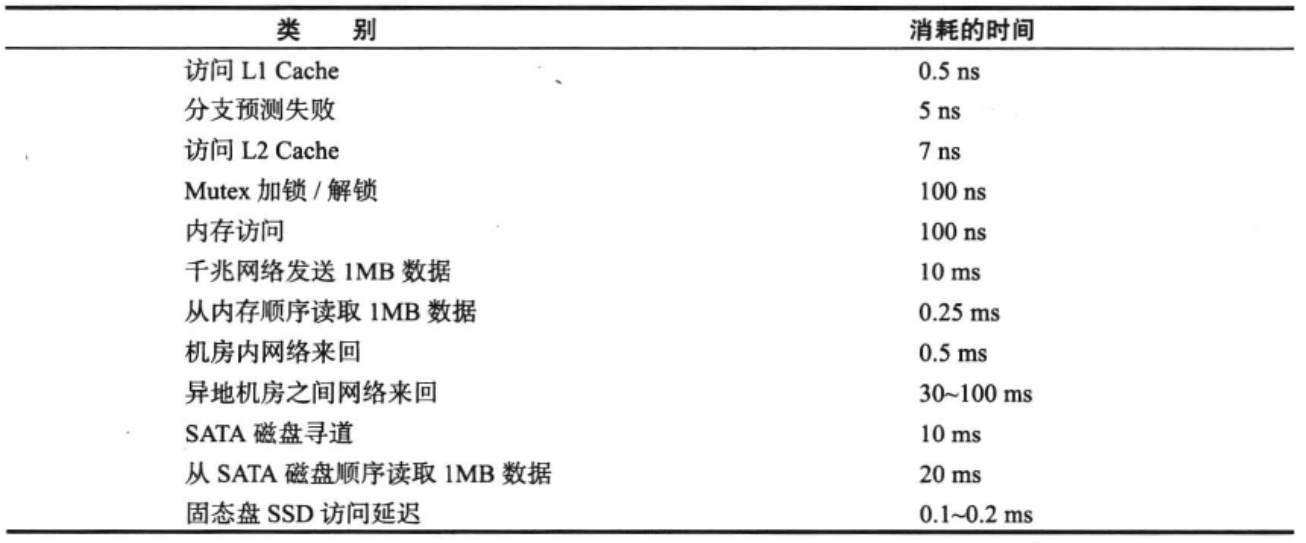 类 别 消耗的时间
访问 L1 Cache 0.5 ns
分支预测失败 5 ns
访问 L2 Cache 7 ns
Mutex 加锁 / 解锁 100 ns
内存访问 100 ns
千兆网络发送 1MB 数据 10 ms
从内存顺序读取 1MB 数据 0.25 ms
机房内网络来回 0.5 ms
异地机房之间网络来回 30~100 ms
SATA 磁盘寻道 10 ms
从 SATA 磁盘顺序读取 1MB 数据 20 ms
固态盘 SSD 访问延迟 0.1~0.2 ms